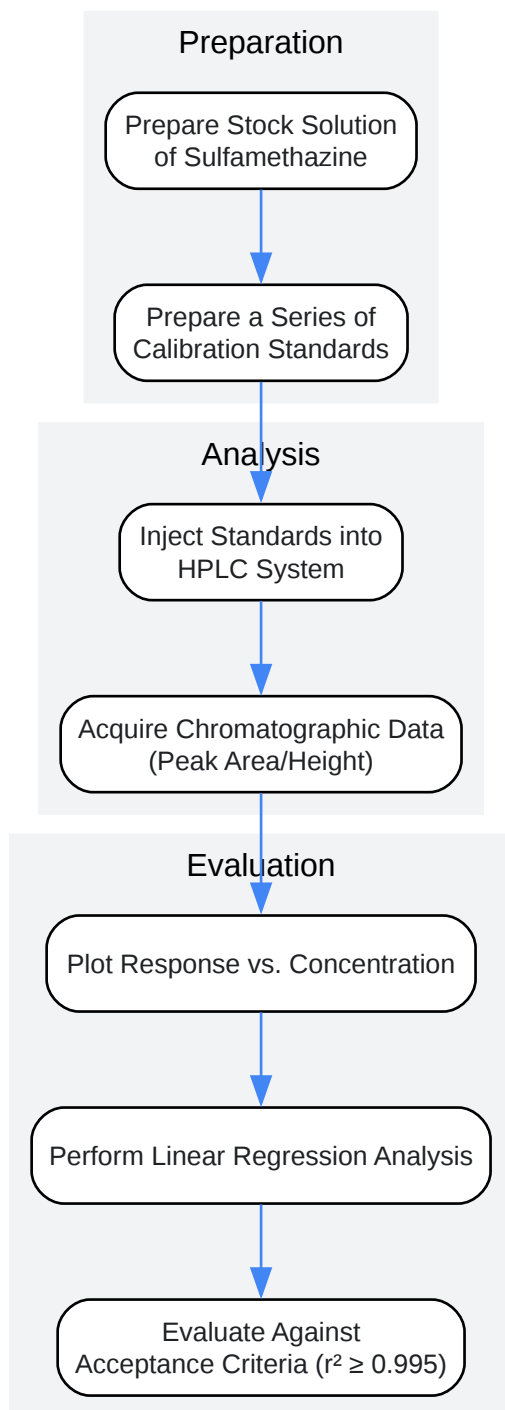 Preparation
Prepare Stock Solution
of Sulfamethazine
Prepare a Series of
Calibration Standards
Analysis
Inject Standards into
HPLC System
Acquire Chromatographic Data
(Peak Area/Height)
Evaluation
Plot Response vs. Concentration
Perform Linear Regression Analysis
Evaluate Against
Acceptance Criteria (r² ≥ 0.995)